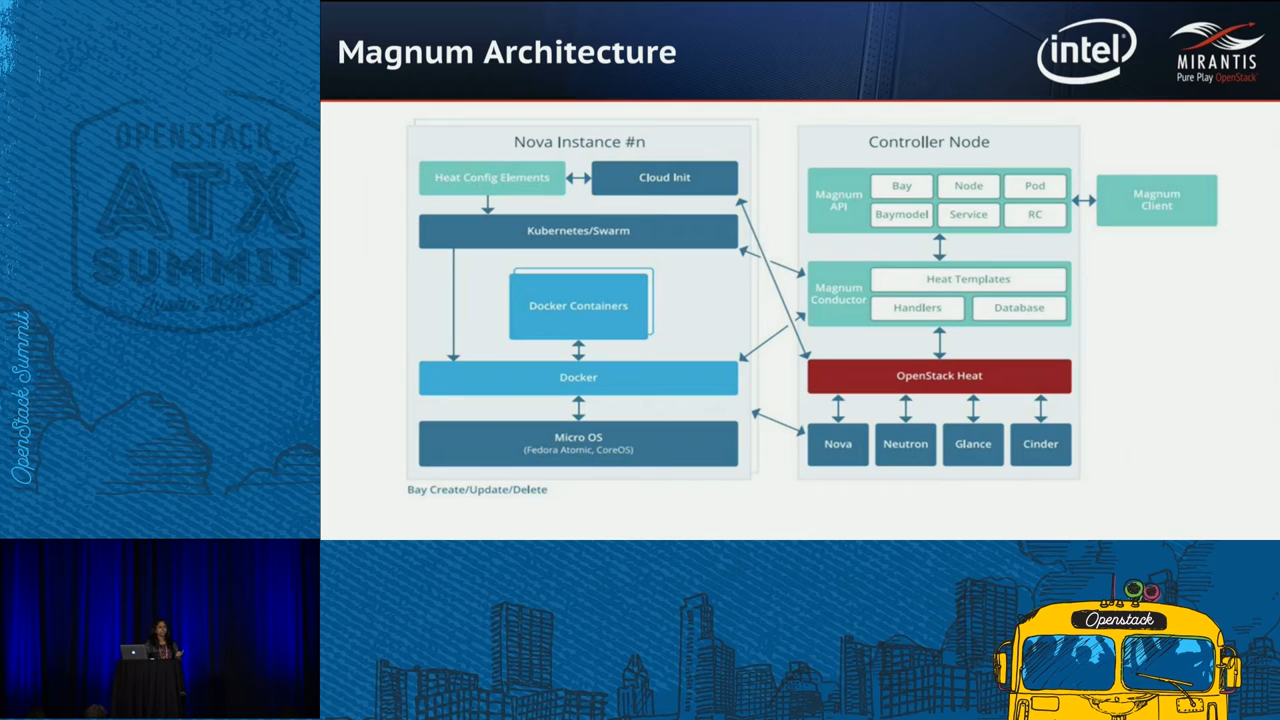 Magnum Architecture
intel
MIRANTIS
Pure Play OpenStack
OPENSTACK
ATX
SUMMIT
OpenStack Summit
Nova Instance #n
Heat Config Elements
Cloud Init
Kubernetes/Swarm
Docker Containers
Docker
Micro OS
(Fedora Atomic, CoreOS)
Bay Create/Update/Delete
Controller Node
Magnum
API
Bay
Node
Pod
Baymodel
Service
RC
Magnum
Client
Magnum
Conductor
Heat Templates
Handlers
Database
OpenStack Heat
Nova
Neutron
Glance
Cinder
Openstack